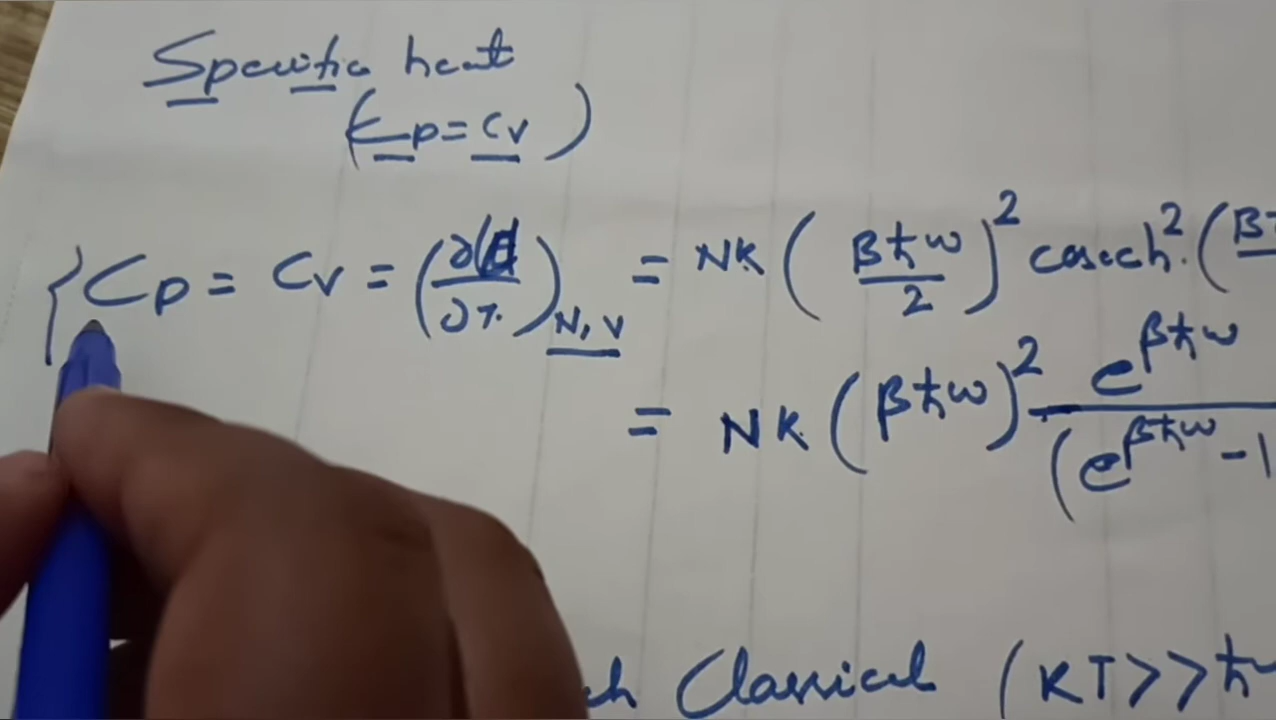 Specific heat
(Cp = Cv)
{Cp = Cv = (∂U/∂T)N,V = NK (βħω/2)² cosech² (β
= NK (βħω)² e^βħω / (e^βħω - 1
Classical (KT >> ħω